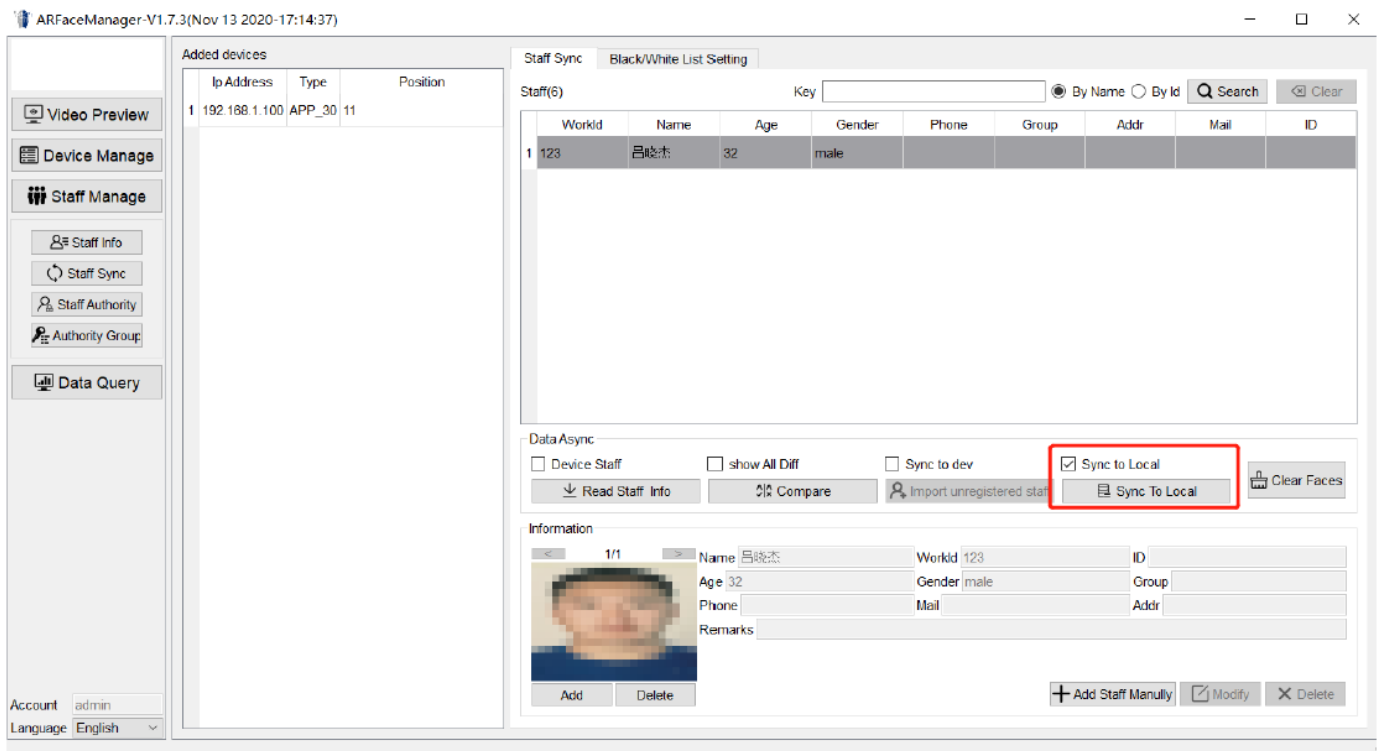 ARFaceManager-V1.7.3(Nov 13 2020-17:14:37)
Video Preview
Device Manage
Staff Manage
Staff Info
Staff Sync
Staff Authority
Authority Group
Data Query
Account admin
Language English
Added devices
Ip Address Type Position
1 192.168.1.100 APP_30 11
Staff Sync Black/White List Setting
Staff(6) Key By Name By Id Search Clear
WorkId Name Age Gender Phone Group Addr Mail ID
1 123 吕晓杰 32 male
Data Async
Device Staff show All Diff Sync to dev Sync to Local
Read Staff Info Compare Import unregistered staf Sync To Local Clear Faces
Information
< 1/1 > Name 吕晓杰 WorkId 123 ID
Age 32 Gender male Group
Phone Mail Addr
Remarks
Add Delete Add Staff Manully Modify Delete